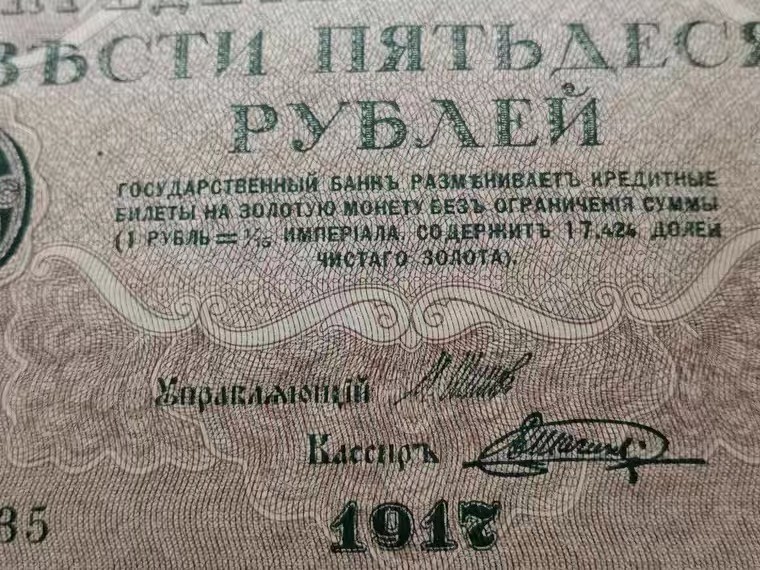 ВѢСТИ ПЯТЬДЕСЯ
РУБЛЕЙ
ГОСУДАРСТВЕННЫЙ БАНКЪ РАЗМѢНИВАЕТЪ КРЕДИТНЫЕ
БИЛЕТЫ НА ЗОЛОТУЮ МОНЕТУ БЕЗЪ ОГРАНИЧЕНІЯ СУММЫ
(1 РУБЛЬ = 1/15 ИМПЕРІАЛА, СОДЕРЖИТЪ 17,424 ДОЛЕЙ
ЧИСТАГО ЗОЛОТА).
Управляющій
Кассиръ
35
1917